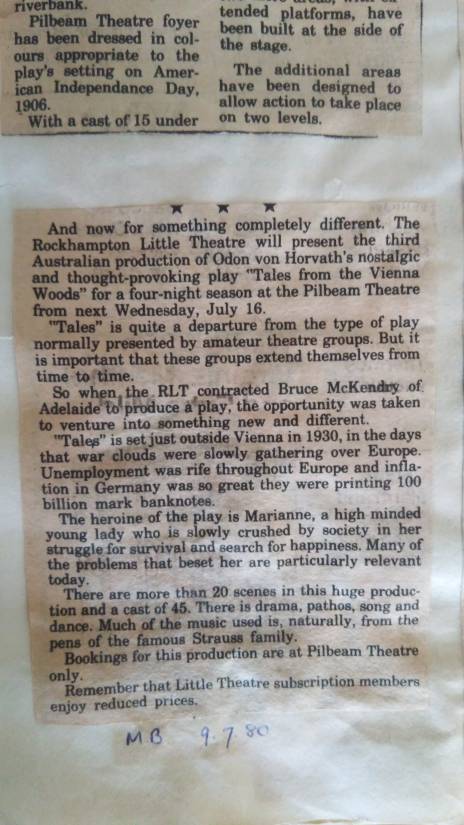 riverbank.
Pilbeam Theatre foyer
has been dressed in col-
ours appropriate to the
play's setting on Amer-
ican Independance Day,
1906.
With a cast of 15 under
tended platforms, have
been built at the side of
the stage.
The additional areas
have been designed to
allow action to take place
on two levels.
★ ★ ★
And now for something completely different. The
Rockhampton Little Theatre will present the third
Australian production of Odon von Horvath's nostalgic
and thought-provoking play "Tales from the Vienna
Woods" for a four-night season at the Pilbeam Theatre
from next Wednesday, July 16.
"Tales" is quite a departure from the type of play
normally presented by amateur theatre groups. But it
is important that these groups extend themselves from
time to time.
So when the RLT contracted Bruce McKendry of
Adelaide to produce a play, the opportunity was taken
to venture into something new and different.
"Tales" is set just outside Vienna in 1930, in the days
that war clouds were slowly gathering over Europe.
Unemployment was rife throughout Europe and infla-
tion in Germany was so great they were printing 100
billion mark banknotes.
The heroine of the play is Marianne, a high minded
young lady who is slowly crushed by society in her
struggle for survival and search for happiness. Many of
the problems that beset her are particularly relevant
today.
There are more than 20 scenes in this huge produc-
tion and a cast of 45. There is drama, pathos, song and
dance. Much of the music used is, naturally, from the
pens of the famous Strauss family.
Bookings for this production are at Pilbeam Theatre
only.
Remember that Little Theatre subscription members
enjoy reduced prices.
MB 9.7.80